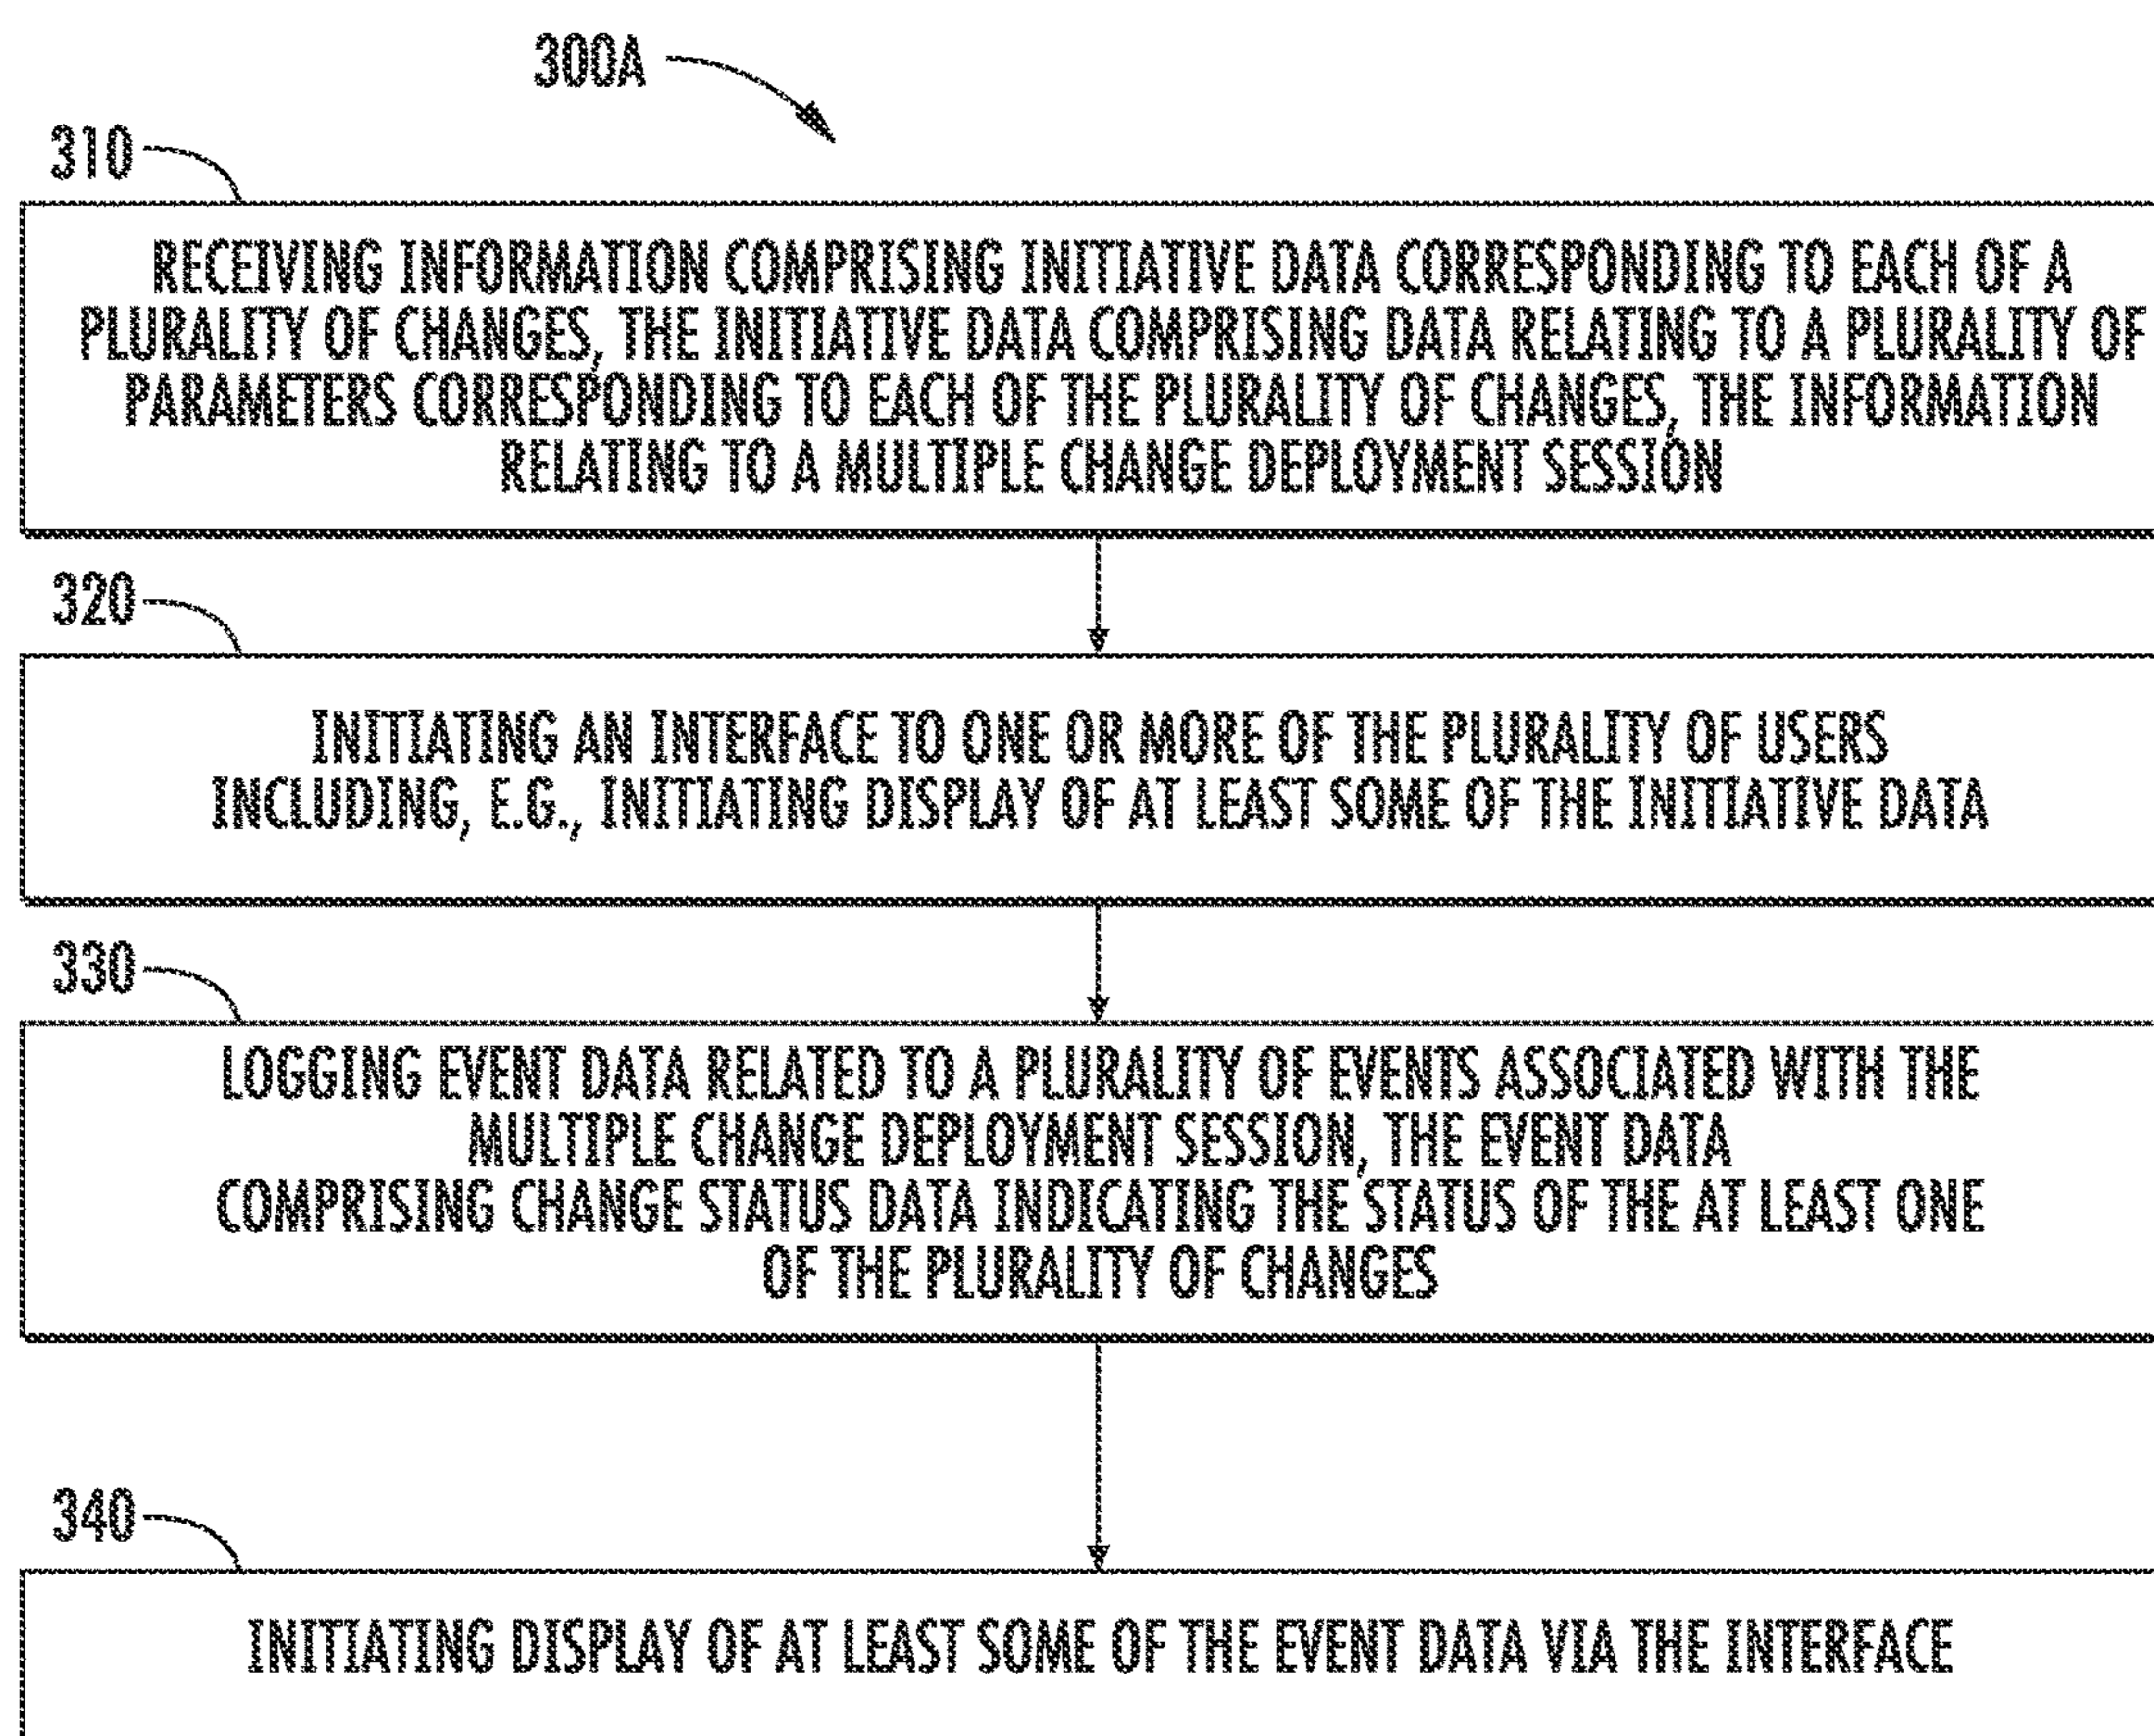 300A
310
RECEIVING INFORMATION COMPRISING INITIATIVE DATA CORRESPONDING TO EACH OF A
PLURALITY OF CHANGES, THE INITIATIVE DATA COMPRISING DATA RELATING TO A PLURALITY OF
PARAMETERS CORRESPONDING TO EACH OF THE PLURALITY OF CHANGES, THE INFORMATION
RELATING TO A MULTIPLE CHANGE DEPLOYMENT SESSION
320
INITIATING AN INTERFACE TO ONE OR MORE OF THE PLURALITY OF USERS
INCLUDING, E.G., INITIATING DISPLAY OF AT LEAST SOME OF THE INITIATIVE DATA
330
LOGGING EVENT DATA RELATED TO A PLURALITY OF EVENTS ASSOCIATED WITH THE
MULTIPLE CHANGE DEPLOYMENT SESSION, THE EVENT DATA
COMPRISING CHANGE STATUS DATA INDICATING THE STATUS OF THE AT LEAST ONE
OF THE PLURALITY OF CHANGES
340
INITIATING DISPLAY OF AT LEAST SOME OF THE EVENT DATA VIA THE INTERFACE